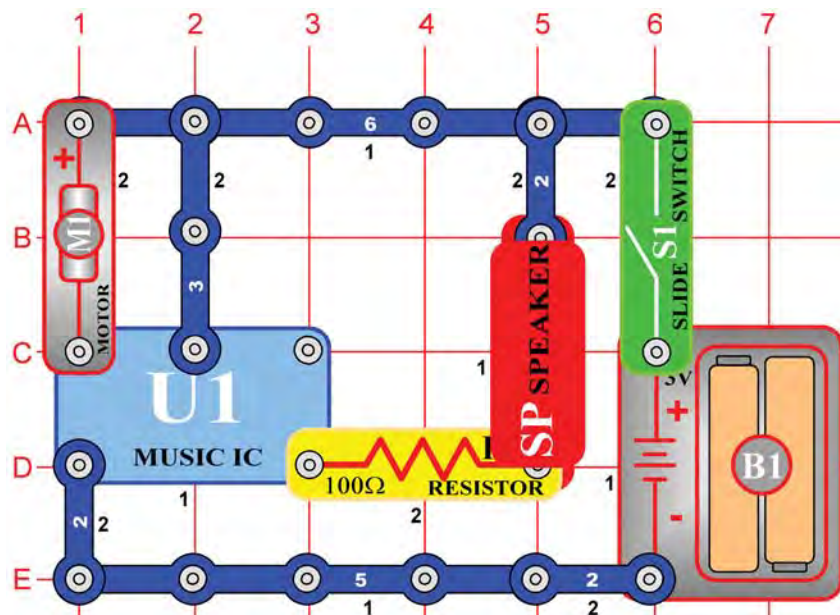 1 2 3 4 5 6 7
A
6
1
+
2
2
2
2
2
M1
MOTOR
B
3
SP SPEAKER
S1
SLIDE SWITCH
C
1
3V
+
U1
MUSIC IC
B1
D
100Ω
RESISTOR
1
2
1
-
2
2
E
5
2
1
2